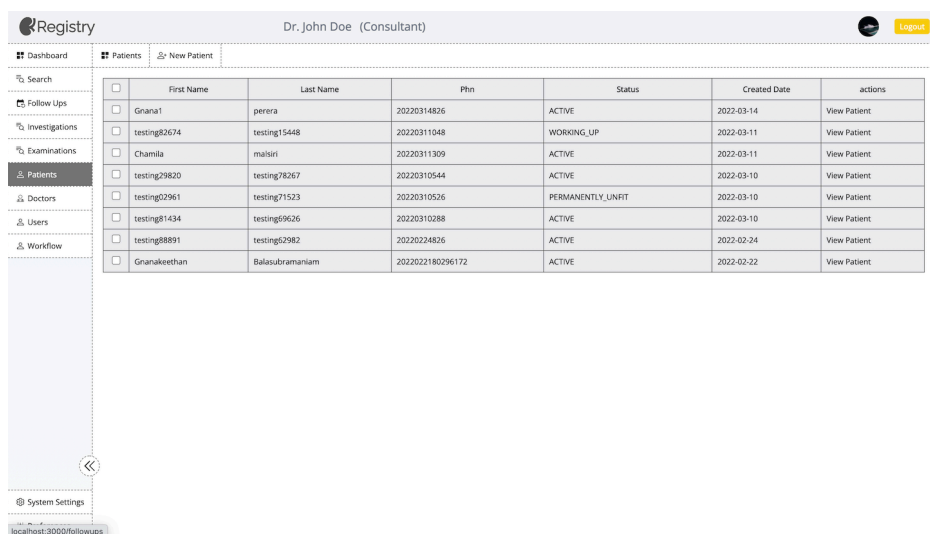 Registry
Dr. John Doe (Consultant)
Logout
Dashboard
Patients
New Patient
Search
Follow Ups
Investigations
Examinations
Patients
Doctors
Users
Workflow
First Name Last Name Phn Status Created Date actions
Gnana1 perera 20220314826 ACTIVE 2022-03-14 View Patient
testing82674 testing15448 20220311048 WORKING_UP 2022-03-11 View Patient
Chamila malsiri 20220311309 ACTIVE 2022-03-11 View Patient
testing29820 testing78267 20220310544 ACTIVE 2022-03-10 View Patient
testing02961 testing71523 20220310526 PERMANENTLY_UNFIT 2022-03-10 View Patient
testing81434 testing69626 20220310288 ACTIVE 2022-03-10 View Patient
testing88891 testing62982 20220224826 ACTIVE 2022-02-24 View Patient
Gnanakeethan Balasubramaniam 2022022180296172 ACTIVE 2022-02-22 View Patient
System Settings
localhost:3000/followups